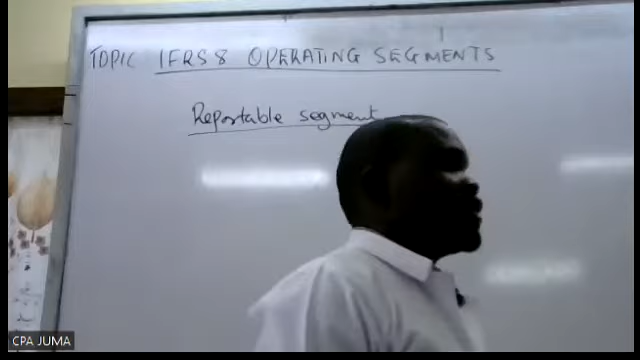 TOPIC IFRS 8 OPERATING SEGMENTS
Reportable segment
CPA JUMA